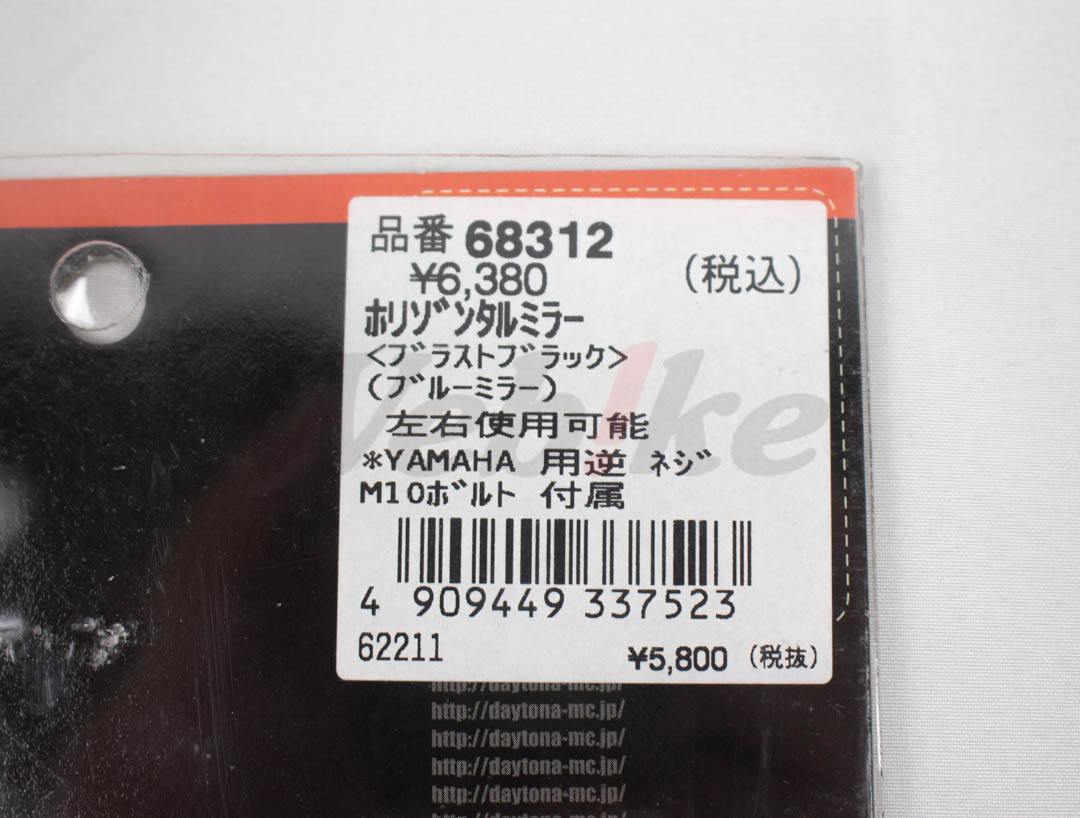 品番 68312
¥6,380 (税込)
ﾎﾘｿﾞﾝﾀﾙﾐﾗｰ
<ﾌﾞﾗｽﾄﾌﾞﾗｯｸ>
(ﾌﾞﾙｰﾐﾗｰ)
左右使用可能
Webike
*YAMAHA 用逆 ﾈｼﾞ
M10ﾎﾞﾙﾄ 付属
4 909449 337523
62211 ¥5,800 (税抜)
http://daytona-mc.jp/
http://daytona-mc.jp/
http://daytona-mc.jp/
http://daytona-mc.jp/
http://daytona-mc.jp/